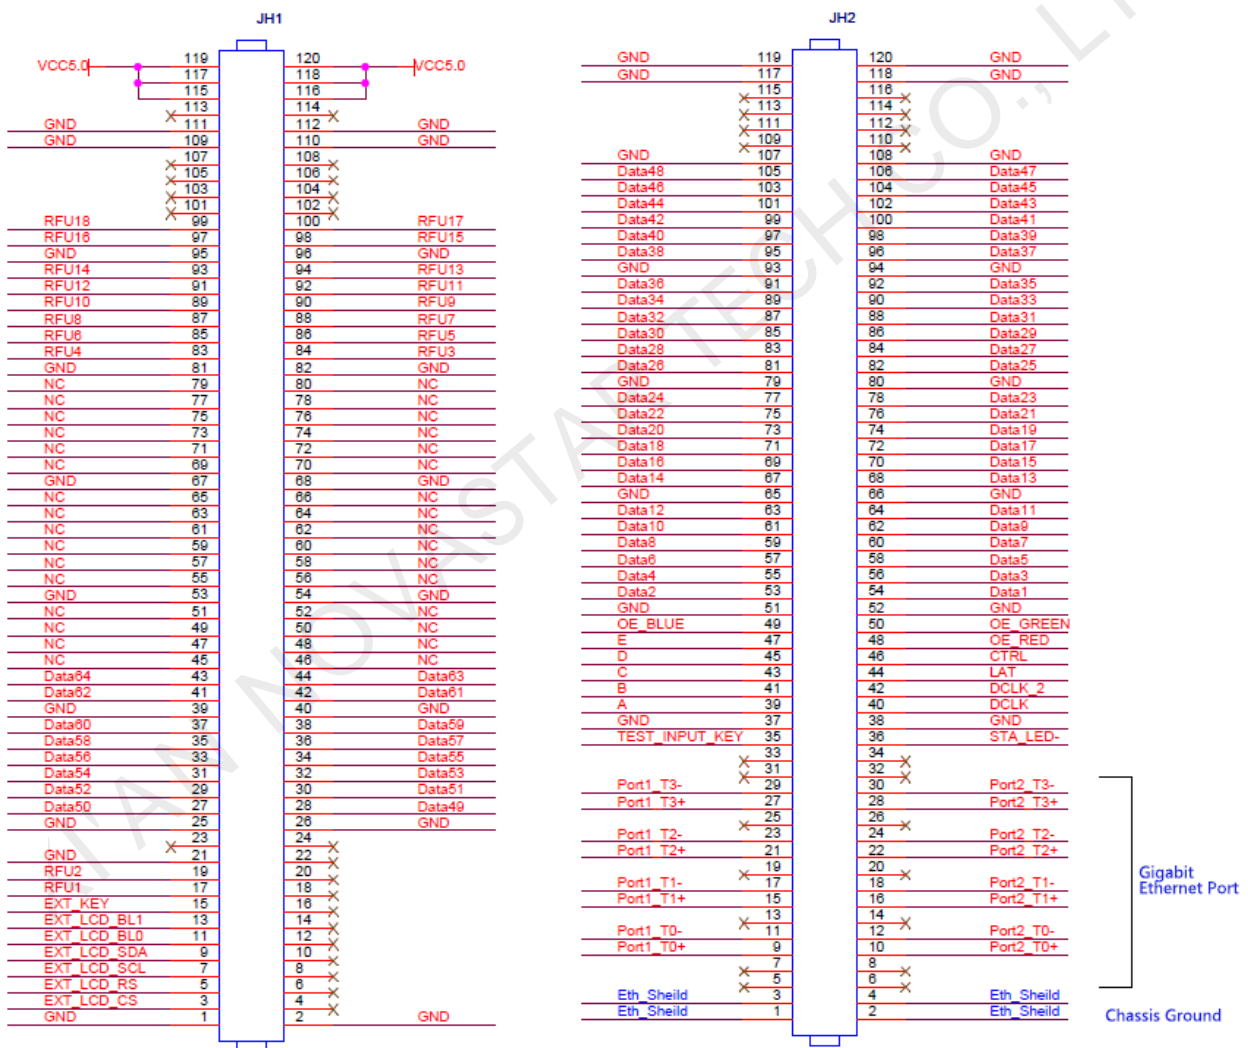 JH1
119 120
VCC5.0 VCC5.0
117 118
115 116
113 114
GND 111 112 GND
GND 109 110 GND
107 108
105 106
103 104
101 102
RFU18 99 100 RFU17
RFU16 97 98 RFU15
GND 95 96 GND
RFU14 93 94 RFU13
RFU12 91 92 RFU11
RFU10 89 90 RFU9
RFU8 87 88 RFU7
RFU6 85 86 RFU5
RFU4 83 84 RFU3
GND 81 82 GND
NC 79 80 NC
NC 77 78 NC
NC 75 76 NC
NC 73 74 NC
NC 71 72 NC
NC 69 70 NC
GND 67 68 GND
NC 65 66 NC
NC 63 64 NC
NC 61 62 NC
NC 59 60 NC
NC 57 58 NC
NC 55 56 NC
GND 53 54 GND
NC 51 52 NC
NC 49 50 NC
NC 47 48 NC
NC 45 46 NC
Data64 43 44 Data63
Data62 41 42 Data61
GND 39 40 GND
Data60 37 38 Data59
Data58 35 36 Data57
Data56 33 34 Data55
Data54 31 32 Data53
Data52 29 30 Data51
Data50 27 28 Data49
GND 25 26 GND
23 24
GND 21 22
RFU2 19 20
RFU1 17 18
EXT_KEY 15 16
EXT_LCD_BL1 13 14
EXT_LCD_BL0 11 12
EXT_LCD_SDA 9 10
EXT_LCD_SCL 7 8
EXT_LCD_RS 5 6
EXT_LCD_CS 3 4
GND 1 2 GND
JH2
GND 119 120 GND
GND 117 118 GND
115 116
113 114
111 112
109 110
GND 107 108 GND
Data48 105 106 Data47
Data46 103 104 Data45
Data44 101 102 Data43
Data42 99 100 Data41
Data40 97 98 Data39
Data38 95 96 Data37
GND 93 94 GND
Data36 91 92 Data35
Data34 89 90 Data33
Data32 87 88 Data31
Data30 85 86 Data29
Data28 83 84 Data27
Data26 81 82 Data25
GND 79 80 GND
Data24 77 78 Data23
Data22 75 76 Data21
Data20 73 74 Data19
Data18 71 72 Data17
Data16 69 70 Data15
Data14 67 68 Data13
GND 65 66 GND
Data12 63 64 Data11
Data10 61 62 Data9
Data8 59 60 Data7
Data6 57 58 Data5
Data4 55 56 Data3
Data2 53 54 Data1
GND 51 52 GND
OE_BLUE 49 50 OE_GREEN
E 47 48 OE_RED
D 45 46 CTRL
C 43 44 LAT
B 41 42 DCLK_2
A 39 40 DCLK
GND 37 38 GND
TEST_INPUT_KEY 35 36 STA_LED-
33 34
31 32
Port1_T3- 29 30 Port2_T3-
Port1_T3+ 27 28 Port2_T3+
25 26
Port1_T2- 23 24 Port2_T2-
Port1_T2+ 21 22 Port2_T2+
19 20
Port1_T1- 17 18 Port2_T1-
Port1_T1+ 15 16 Port2_T1+
13 14
Port1_T0- 11 12 Port2_T0-
Port1_T0+ 9 10 Port2_T0+
7 8
5 6
Eth_Sheild 3 4 Eth_Sheild
Eth_Sheild 1 2 Eth_Sheild
Gigabit
Ethernet Port
Chassis Ground
I'AN NOVASTAR TECH CO., LT